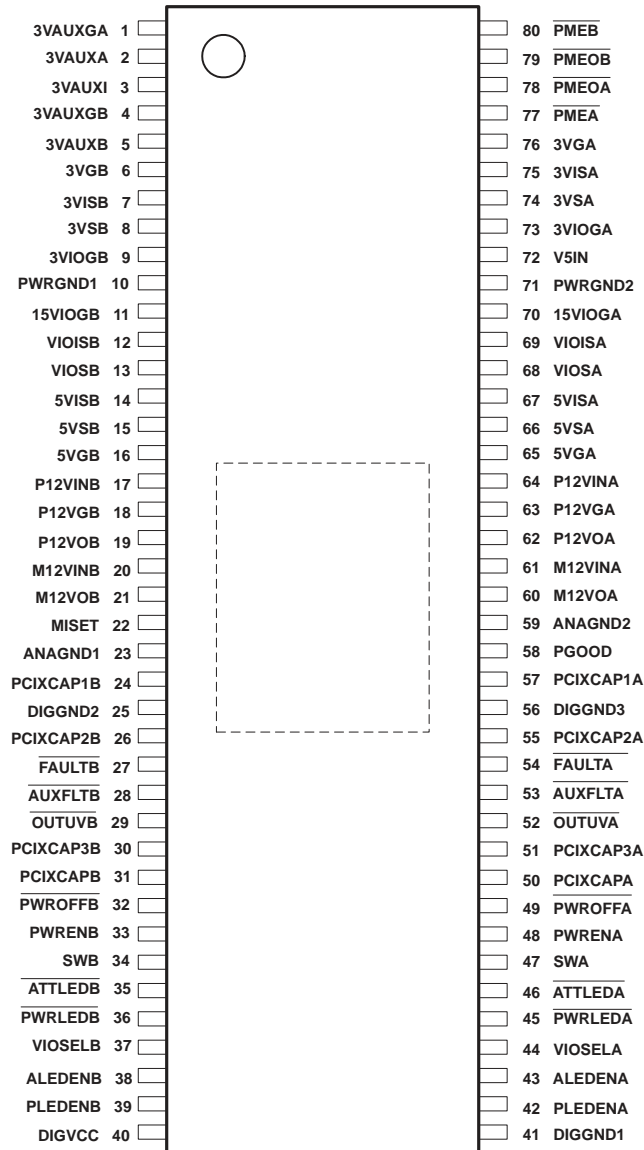 3VAUXGA 1
3VAUXA 2
3VAUXI 3
3VAUXGB 4
3VAUXB 5
3VGB 6
3VISB 7
3VSB 8
3VIOGB 9
PWRGND1 10
15VIOGB 11
VIOISB 12
VIOSB 13
5VISB 14
5VSB 15
5VGB 16
P12VINB 17
P12VGB 18
P12VOB 19
M12VINB 20
M12VOB 21
MISET 22
ANAGND1 23
PCIXCAP1B 24
DIGGND2 25
PCIXCAP2B 26
FAULTB 27
AUXFLTB 28
OUTUVB 29
PCIXCAP3B 30
PCIXCAPB 31
PWROFFB 32
PWRENB 33
SWB 34
ATTLEDB 35
PWRLEDB 36
VIOSELB 37
ALEDENB 38
PLEDENB 39
DIGVCC 40
80 PMEB
79 PMEOB
78 PMEOA
77 PMEA
76 3VGA
75 3VISA
74 3VSA
73 3VIOGA
72 V5IN
71 PWRGND2
70 15VIOGA
69 VIOISA
68 VIOSA
67 5VISA
66 5VSA
65 5VGA
64 P12VINA
63 P12VGA
62 P12VOA
61 M12VINA
60 M12VOA
59 ANAGND2
58 PGOOD
57 PCIXCAP1A
56 DIGGND3
55 PCIXCAP2A
54 FAULTA
53 AUXFLTA
52 OUTUVA
51 PCIXCAP3A
50 PCIXCAPA
49 PWROFFA
48 PWRENA
47 SWA
46 ATTLEDA
45 PWRLEDA
44 VIOSELA
43 ALEDENA
42 PLEDENA
41 DIGGND1